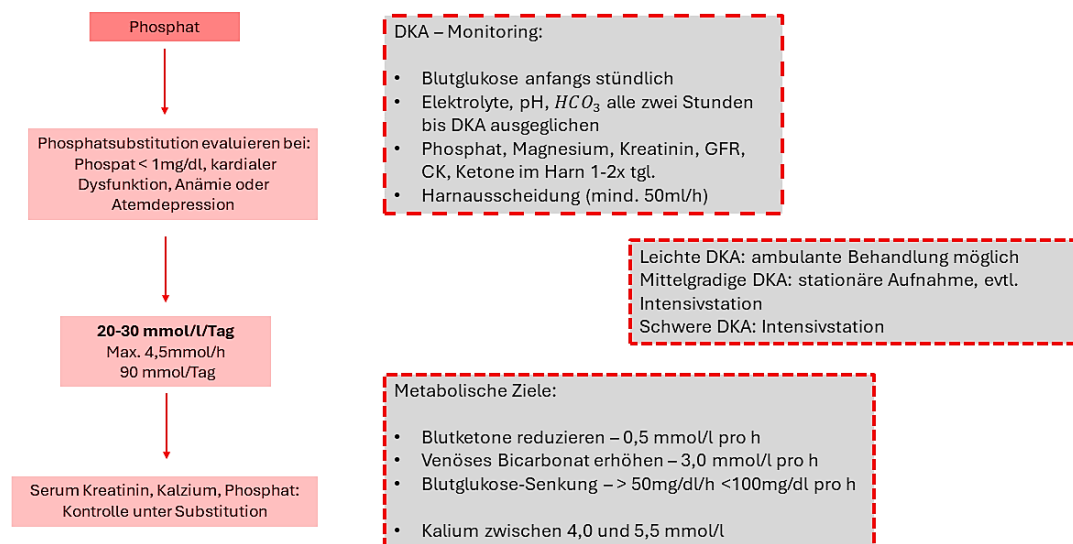 Phosphat
Phosphatsubstitution evaluieren bei:
Phospat < 1mg/dl, kardialer
Dysfunktion, Anämie oder
Atemdepression
20-30 mmol/l/Tag
Max. 4,5mmol/h
90 mmol/Tag
Serum Kreatinin, Kalzium, Phosphat:
Kontrolle unter Substitution
DKA – Monitoring:
• Blutglukose anfangs stündlich
• Elektrolyte, pH, HCO₃ alle zwei Stunden
bis DKA ausgeglichen
• Phosphat, Magnesium, Kreatinin, GFR,
CK, Ketone im Harn 1-2x tgl.
• Harnausscheidung (mind. 50ml/h)
Leichte DKA: ambulante Behandlung möglich
Mittelgradige DKA: stationäre Aufnahme, evtl.
Intensivstation
Schwere DKA: Intensivstation
Metabolische Ziele:
• Blutketone reduzieren – 0,5 mmol/l pro h
• Venöses Bicarbonat erhöhen – 3,0 mmol/l pro h
• Blutglukose-Senkung – > 50mg/dl/h <100mg/dl pro h
• Kalium zwischen 4,0 und 5,5 mmol/l